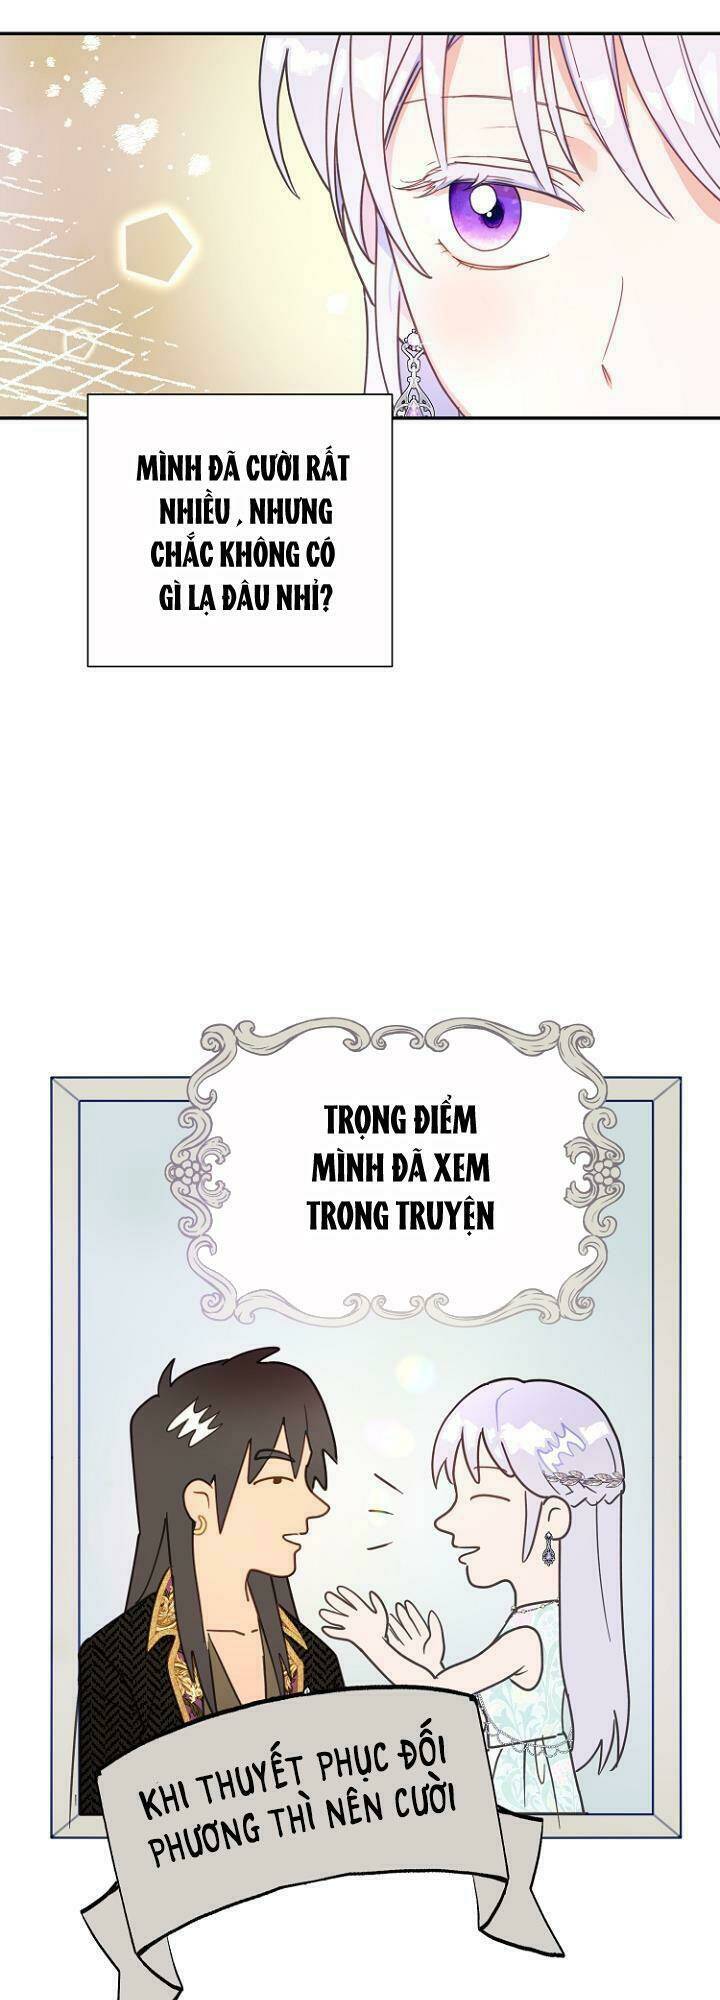 MÌNH ĐÃ CƯỜI RẤT
NHIỀU , NHƯNG
CHẮC KHÔNG CÓ
GÌ LẠ ĐÂU NHỈ?
TRỌNG ĐIỂM
MÌNH ĐÃ XEM
TRONG TRUYỆN
KHI THUYẾT PHỤC ĐỐI
PHƯƠNG THÌ NÊN CƯỜI